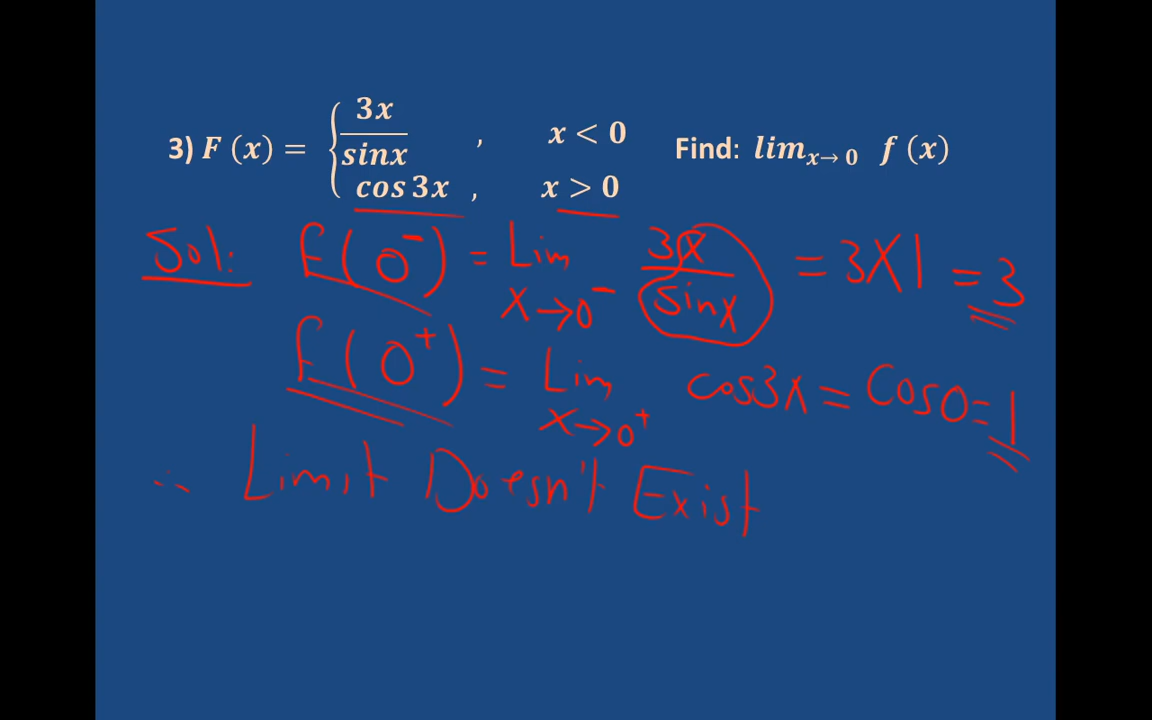 3) F (x) = { 3x / sinx , x < 0 Find: lim x→0 f (x)
cos 3x , x > 0
Sol: F(0⁻) = Lim x→0⁻ 3x / sinx = 3X1 = 3
F(0⁺) = Lim x→0⁺ cos3x = Cos0 = 1
∴ Limit Doesn't Exist